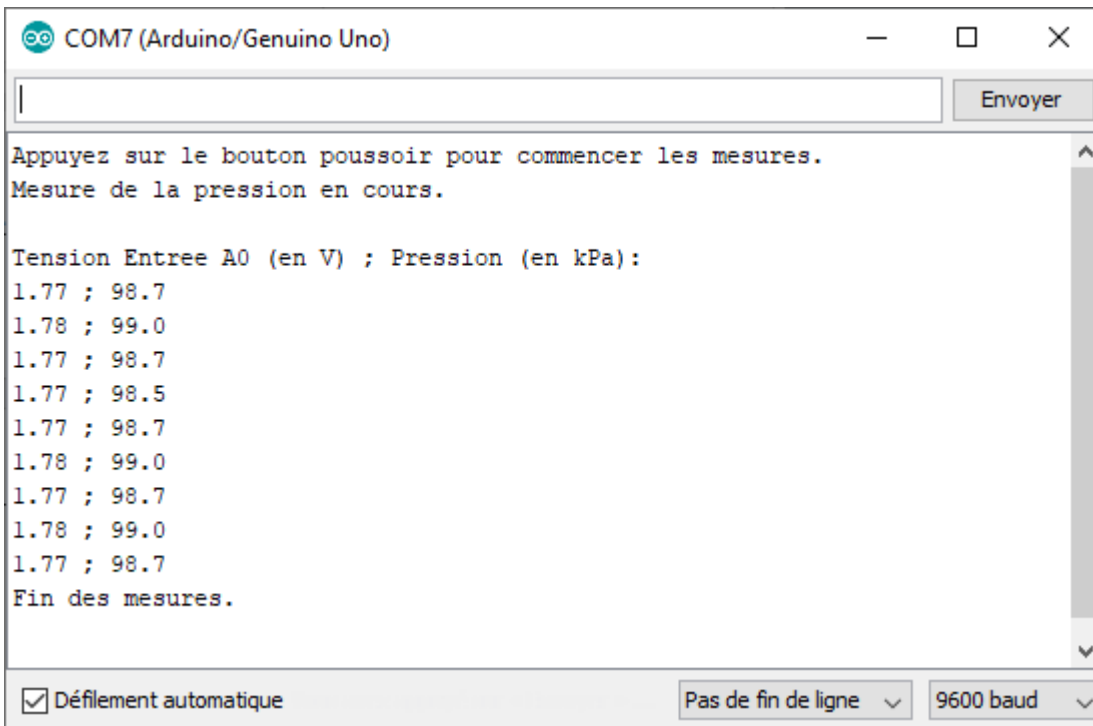 COM7 (Arduino/Genuino Uno)
Envoyer
Appuyez sur le bouton poussoir pour commencer les mesures.
Mesure de la pression en cours.
Tension Entree A0 (en V) ; Pression (en kPa):
1.77 ; 98.7
1.78 ; 99.0
1.77 ; 98.7
1.77 ; 98.5
1.77 ; 98.7
1.78 ; 99.0
1.77 ; 98.7
1.78 ; 99.0
1.77 ; 98.7
Fin des mesures.
Défilement automatique
Pas de fin de ligne
9600 baud